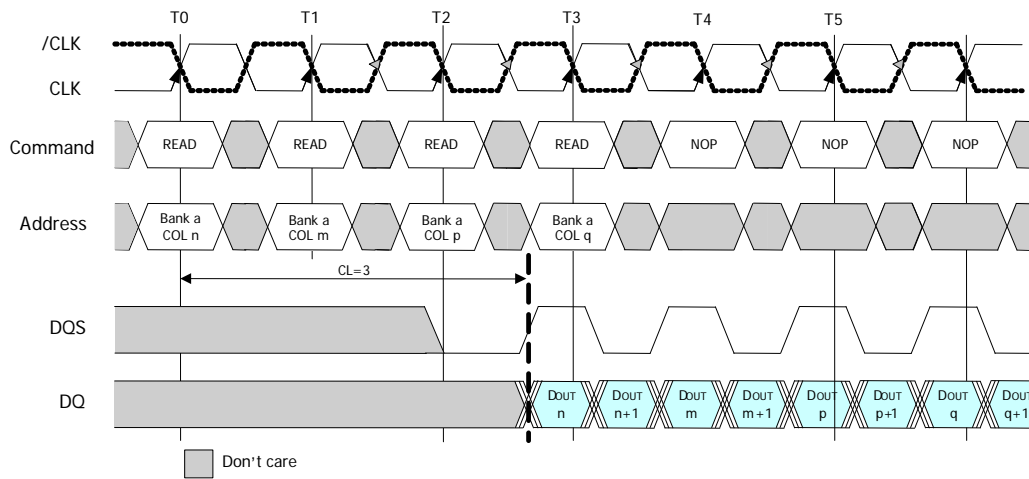 T0 T1 T2 T3 T4 T5
/CLK
CLK
Command READ READ READ READ NOP NOP NOP
Address
Bank a
COL n
Bank a
COL m
Bank a
COL p
Bank a
COL q
CL=3
DQS
DQ
DOUT
n
DOUT
n+1
DOUT
m
DOUT
m+1
DOUT
p
DOUT
p+1
DOUT
q
DOUT
q+1
Don't care